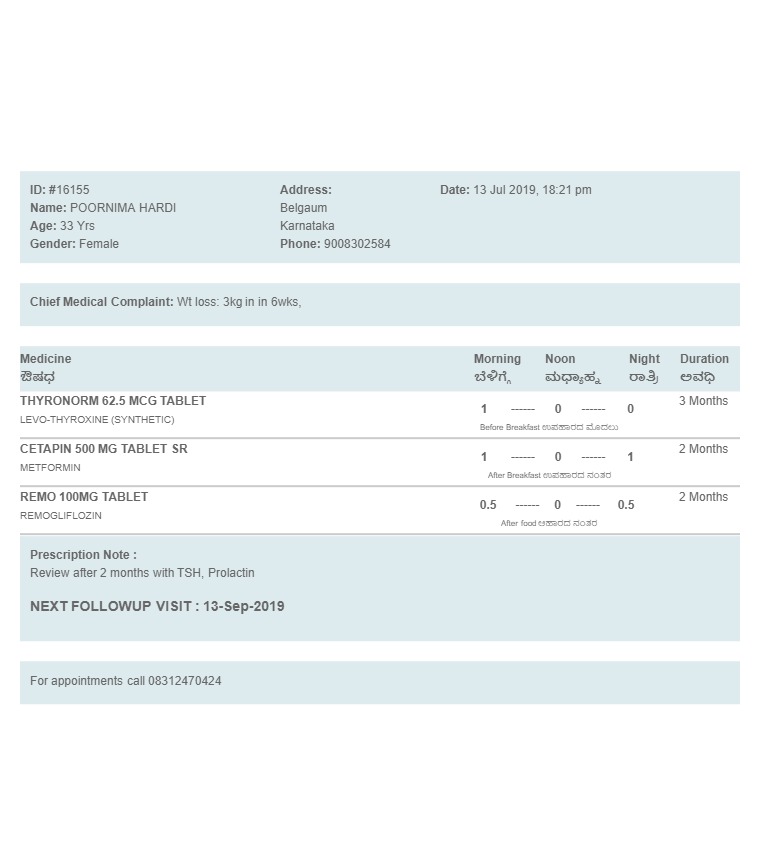 ID: #16155
Name: POORNIMA HARDI
Age: 33 Yrs
Gender: Female
Address:
Belgaum
Karnataka
Phone: 9008302584
Date: 13 Jul 2019, 18:21 pm
Chief Medical Complaint: Wt loss: 3kg in in 6wks,
Medicine Morning Noon Night Duration
ಔಷಧ ಬೆಳಿಗ್ಗೆ ಮಧ್ಯಾಹ್ನ ರಾತ್ರಿ ಅವಧಿ
THYRONORM 62.5 MCG TABLET 3 Months
1 ------ 0 ------ 0
LEVO-THYROXINE (SYNTHETIC)
Before Breakfast ಉಪಹಾರದ ಮೊದಲು
CETAPIN 500 MG TABLET SR 2 Months
1 ------ 0 ------ 1
METFORMIN
After Breakfast ಉಪಹಾರದ ನಂತರ
REMO 100MG TABLET 2 Months
0.5 ------ 0 ------ 0.5
REMOGLIFLOZIN
After food ಆಹಾರದ ನಂತರ
Prescription Note :
Review after 2 months with TSH, Prolactin
NEXT FOLLOWUP VISIT : 13-Sep-2019
For appointments call 08312470424